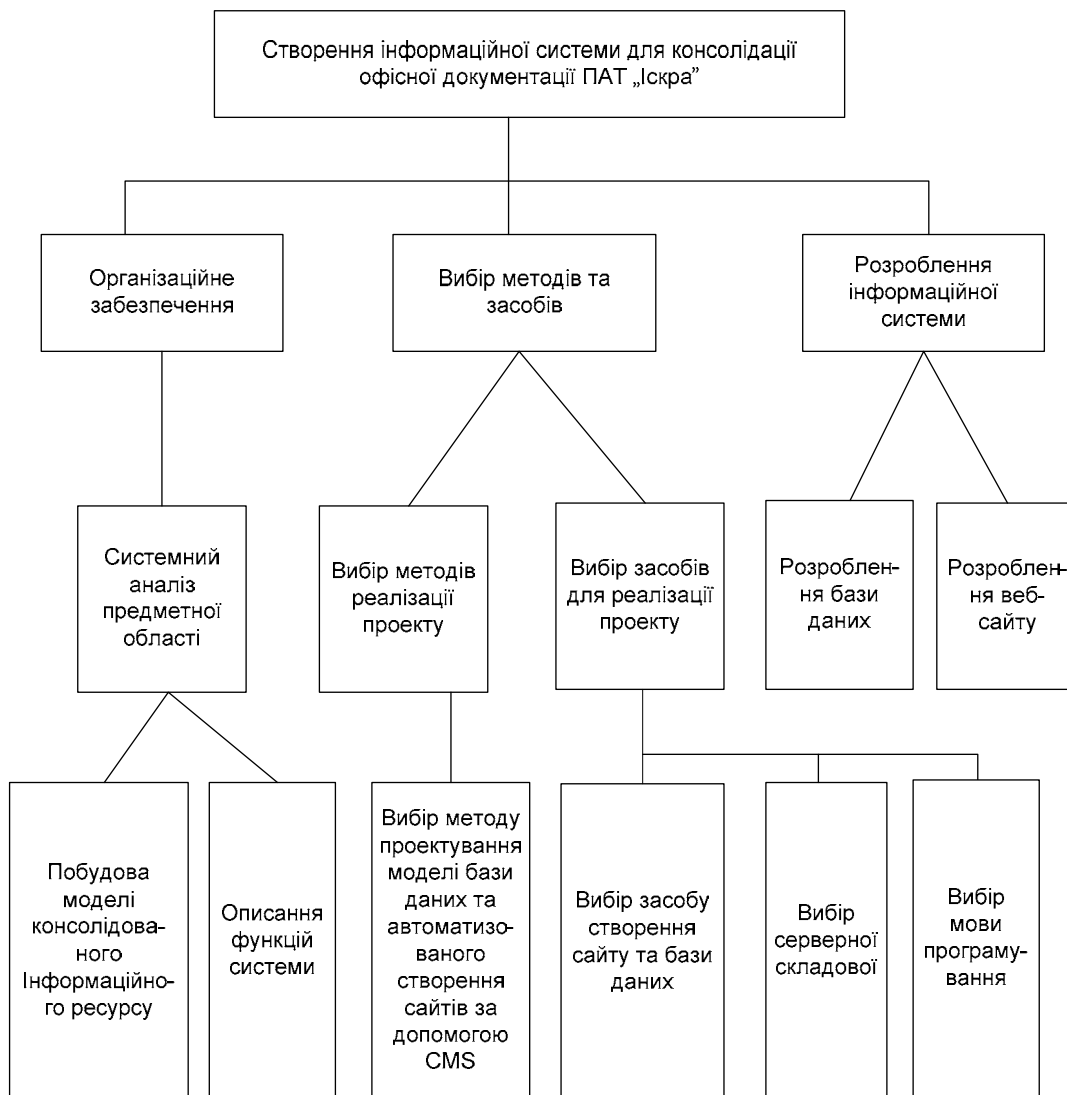 Створення інформаційної системи для консолідації
офісної документації ПАТ „Іскра”
Організаційне
забезпечення
Вибір методів та
засобів
Розроблення
інформаційної
системи
Системний
аналіз
предметної
області
Вибір методів
реалізації
проекту
Вибір засобів
для реалізації
проекту
Розроблен-
ня бази
даних
Розроблен-
ня веб-
сайту
Побудова
моделі
консолідова-
ного
Інформаційно-
го ресурсу
Описання
функцій
системи
Вибір методу
проектування
моделі бази
даних та
автоматизо-
ваного
створення
сайтів за
допомогою
CMS
Вибір засобу
створення
сайту та бази
даних
Вибір
серверної
складової
Вибір
мови
програму-
вання